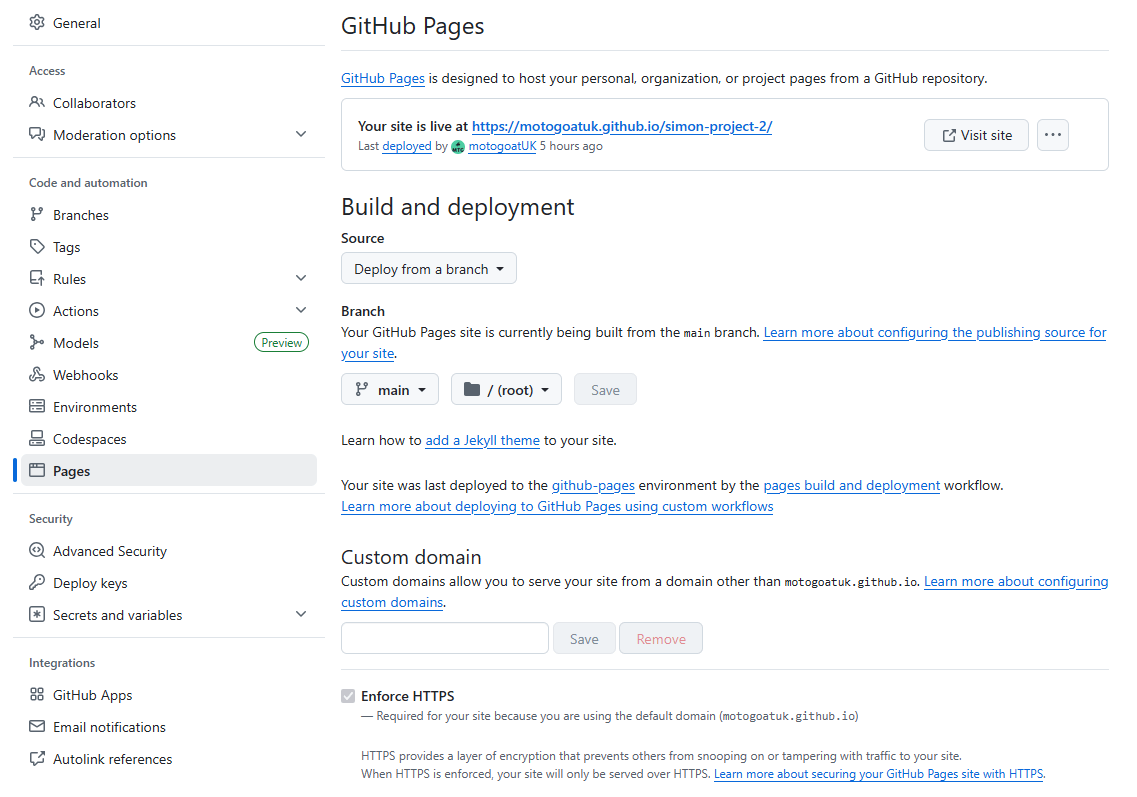 General
Access
Collaborators
Moderation options
Code and automation
Branches
Tags
Rules
Actions
Models Preview
Webhooks
Environments
Codespaces
Pages
Security
Advanced Security
Deploy keys
Secrets and variables
Integrations
GitHub Apps
Email notifications
Autolink references
GitHub Pages
GitHub Pages is designed to host your personal, organization, or project pages from a GitHub repository.
Your site is live at https://motogoatuk.github.io/simon-project-2/
Last deployed by motogoatUK 5 hours ago
Visit site
Build and deployment
Source
Deploy from a branch
Branch
Your GitHub Pages site is currently being built from the main branch. Learn more about configuring the publishing source for
your site.
main / (root) Save
Learn how to add a Jekyll theme to your site.
Your site was last deployed to the github-pages environment by the pages build and deployment workflow.
Learn more about deploying to GitHub Pages using custom workflows
Custom domain
Custom domains allow you to serve your site from a domain other than motogoatuk.github.io. Learn more about configuring
custom domains.
Save Remove
Enforce HTTPS
— Required for your site because you are using the default domain (motogoatuk.github.io)
HTTPS provides a layer of encryption that prevents others from snooping on or tampering with traffic to your site.
When HTTPS is enforced, your site will only be served over HTTPS. Learn more about securing your GitHub Pages site with HTTPS.